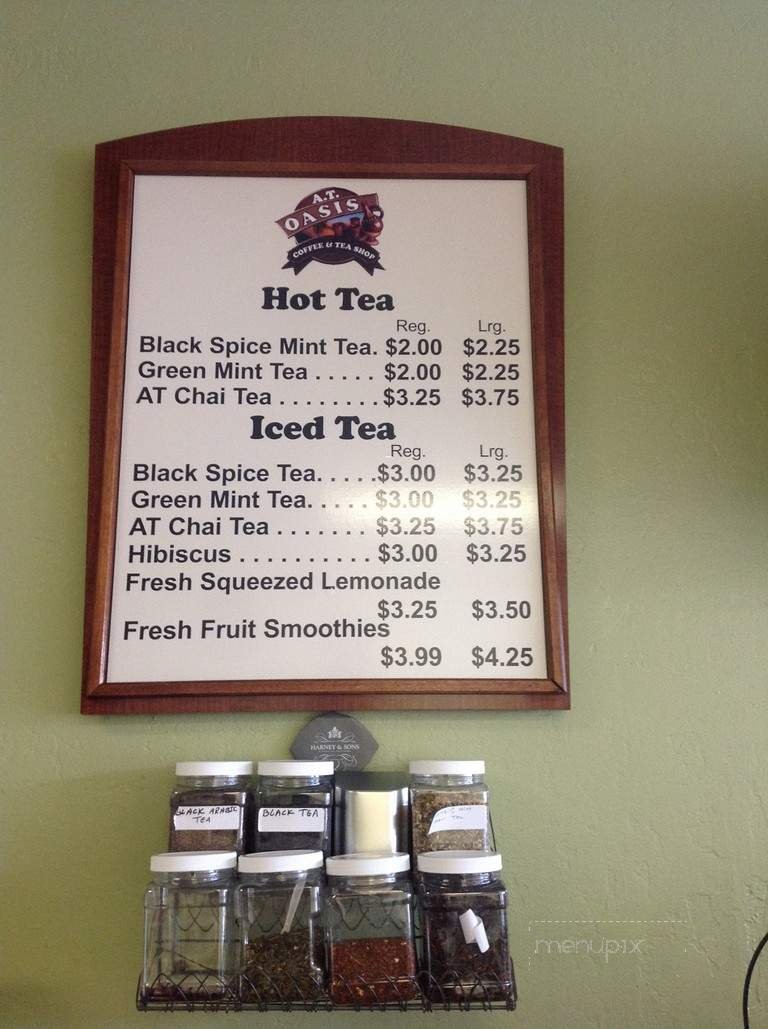 A.T.
OASIS
COFFEE & TEA SHOP
Hot Tea
Reg. Lrg.
Black Spice Mint Tea. $2.00 $2.25
Green Mint Tea . . . . . $2.00 $2.25
AT Chai Tea . . . . . . . . $3.25 $3.75
Iced Tea
Reg. Lrg.
Black Spice Tea. . . . .$3.00 $3.25
Green Mint Tea. . . . . $3.00 $3.25
AT Chai Tea . . . . . . . $3.25 $3.75
Hibiscus . . . . . . . . . . $3.00 $3.25
Fresh Squeezed Lemonade
$3.25 $3.50
Fresh Fruit Smoothies
$3.99 $4.25
HARNEY & SONS
BLACK ARABIC
TEA
BLACK TEA
menupix